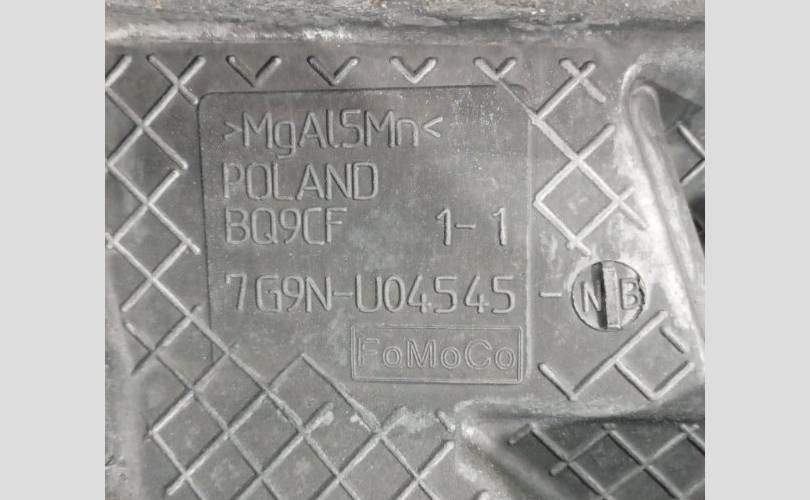 >MgAl5Mn<
POLAND
BQ9CF 1-1
7G9N-U04545-NB
FoMoCo